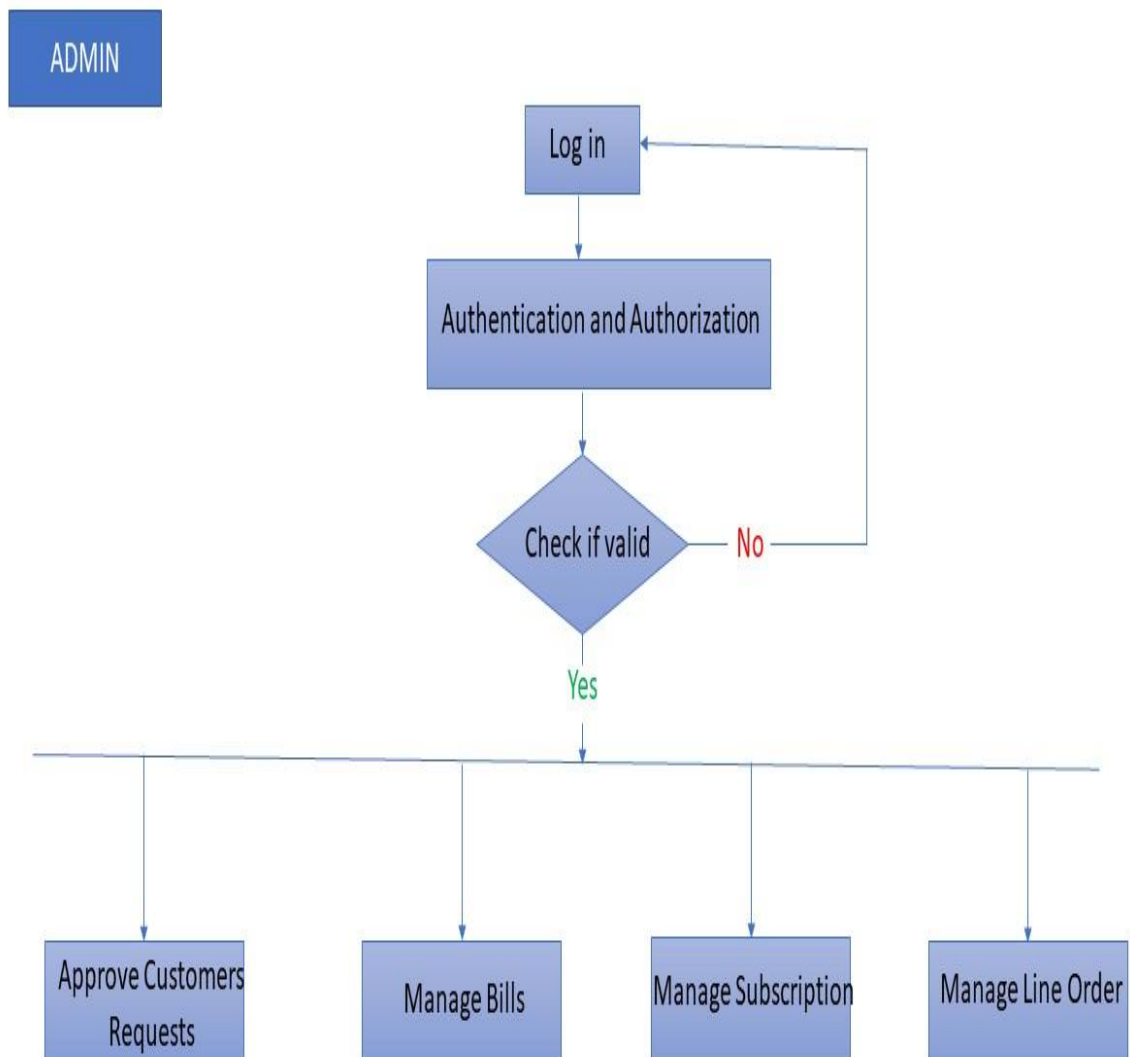 ADMIN
Log in
Authentication and Authorization
Check if valid
No
Yes
Approve Customers
Requests
Manage Bills
Manage Subscription
Manage Line Order